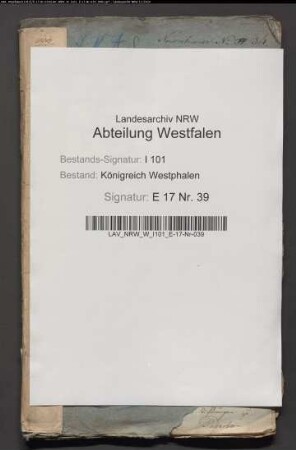 Landesarchiv NRW
Abteilung Westfalen
Bestands-Signatur: I 101
Bestand: Königreich Westphalen
Signatur: E 17 Nr. 39
LAV_NRW_W_I101_E-17-Nr-039